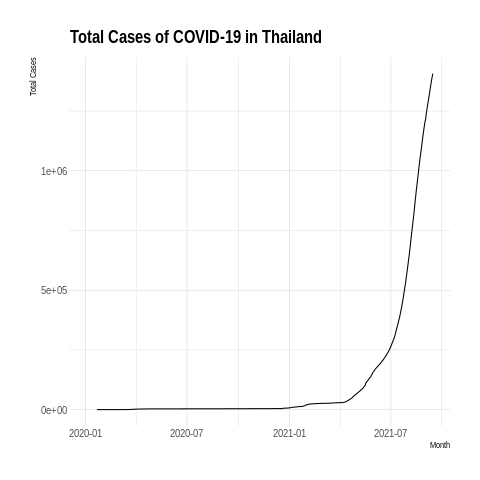 Total Cases of COVID-19 in Thailand
Total Cases
1e+06
5e+05
0e+00
2020-01 2020-07 2021-01 2021-07
Month